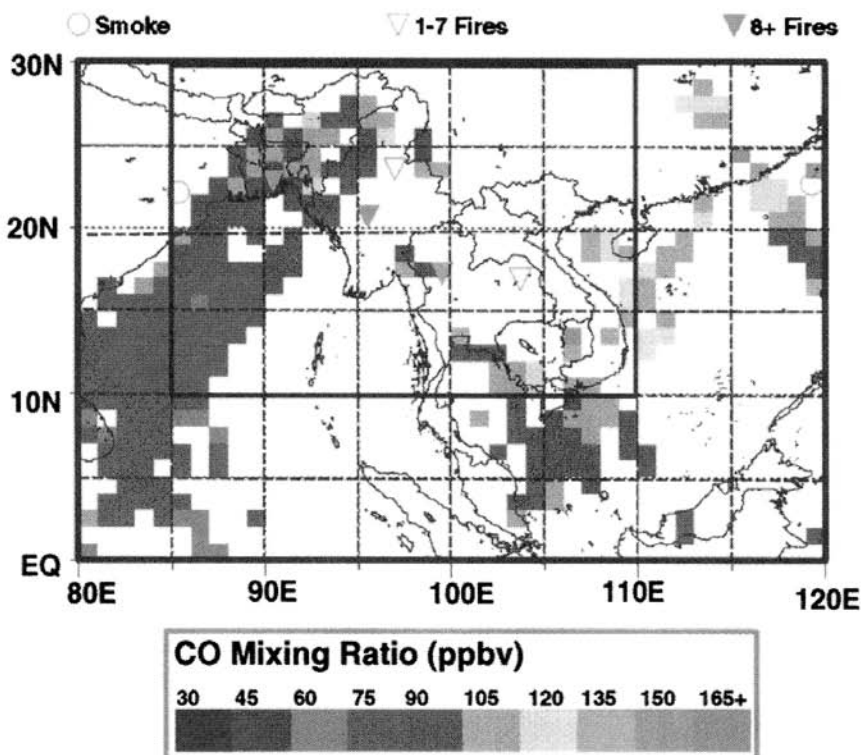 Smoke 1-7 Fires 8+ Fires
30N
20N
10N
EQ
80E 90E 100E 110E 120E
CO Mixing Ratio (ppbv)
30 45 60 75 90 105 120 135 150 165+